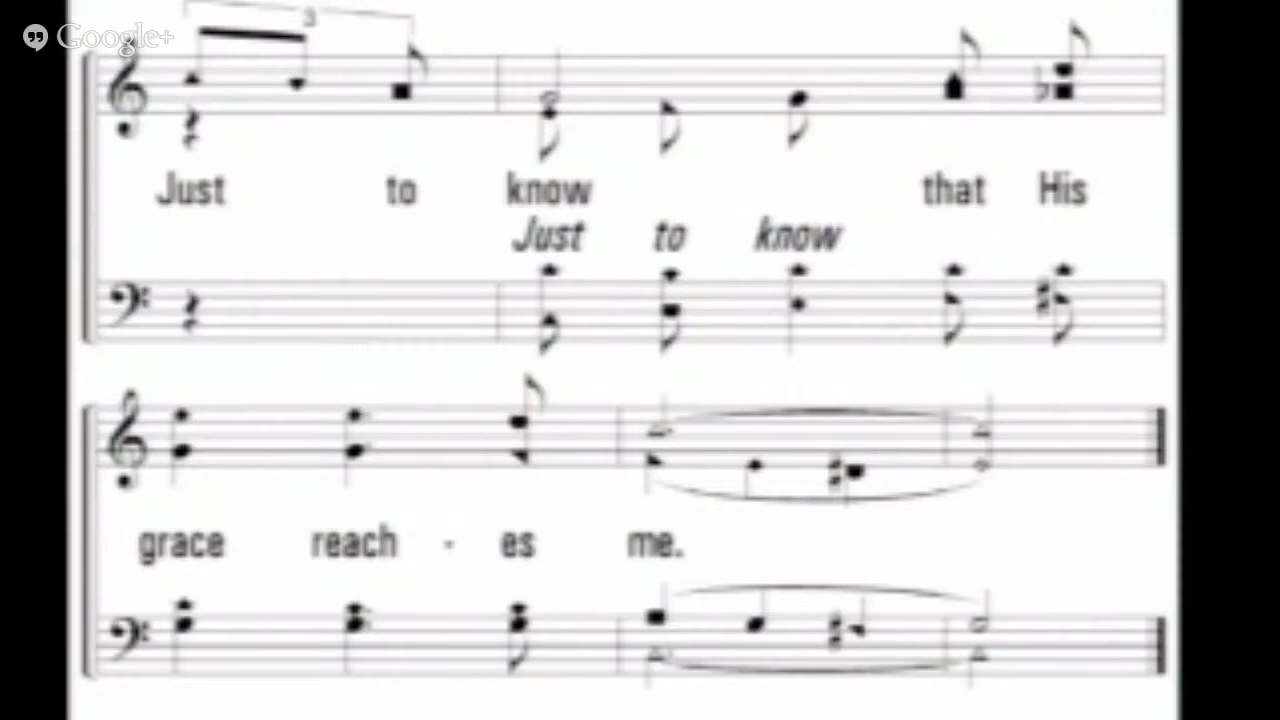 Google+
3
Just to know that His
Just to know
grace reach - es me.